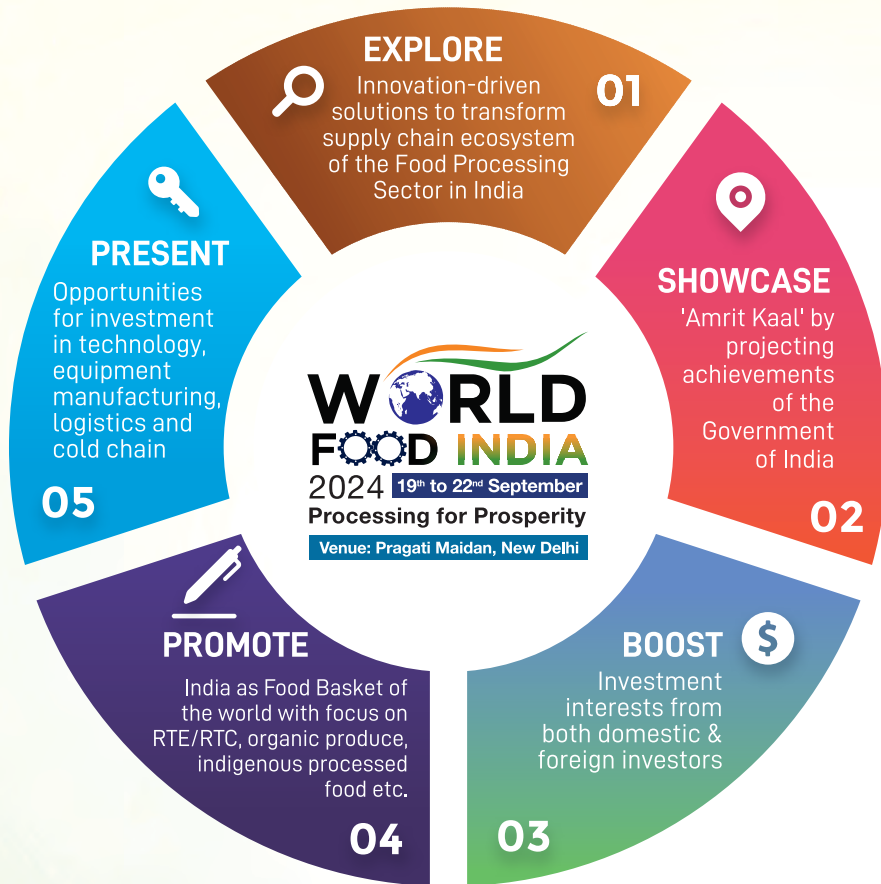 EXPLORE
01
Innovation-driven
solutions to transform
supply chain ecosystem
of the Food Processing
Sector in India
SHOWCASE
'Amrit Kaal' by
projecting
achievements
of the
Government
of India
02
BOOST
$
Investment
interests from
both domestic &
foreign investors
03
PROMOTE
India as Food Basket of
the world with focus on
RTE/RTC, organic produce,
indigenous processed
food etc.
04
PRESENT
Opportunities
for investment
in technology,
equipment
manufacturing,
logistics and
cold chain
05
WORLD
FOOD INDIA
2024 19th to 22nd September
Processing for Prosperity
Venue: Pragati Maidan, New Delhi